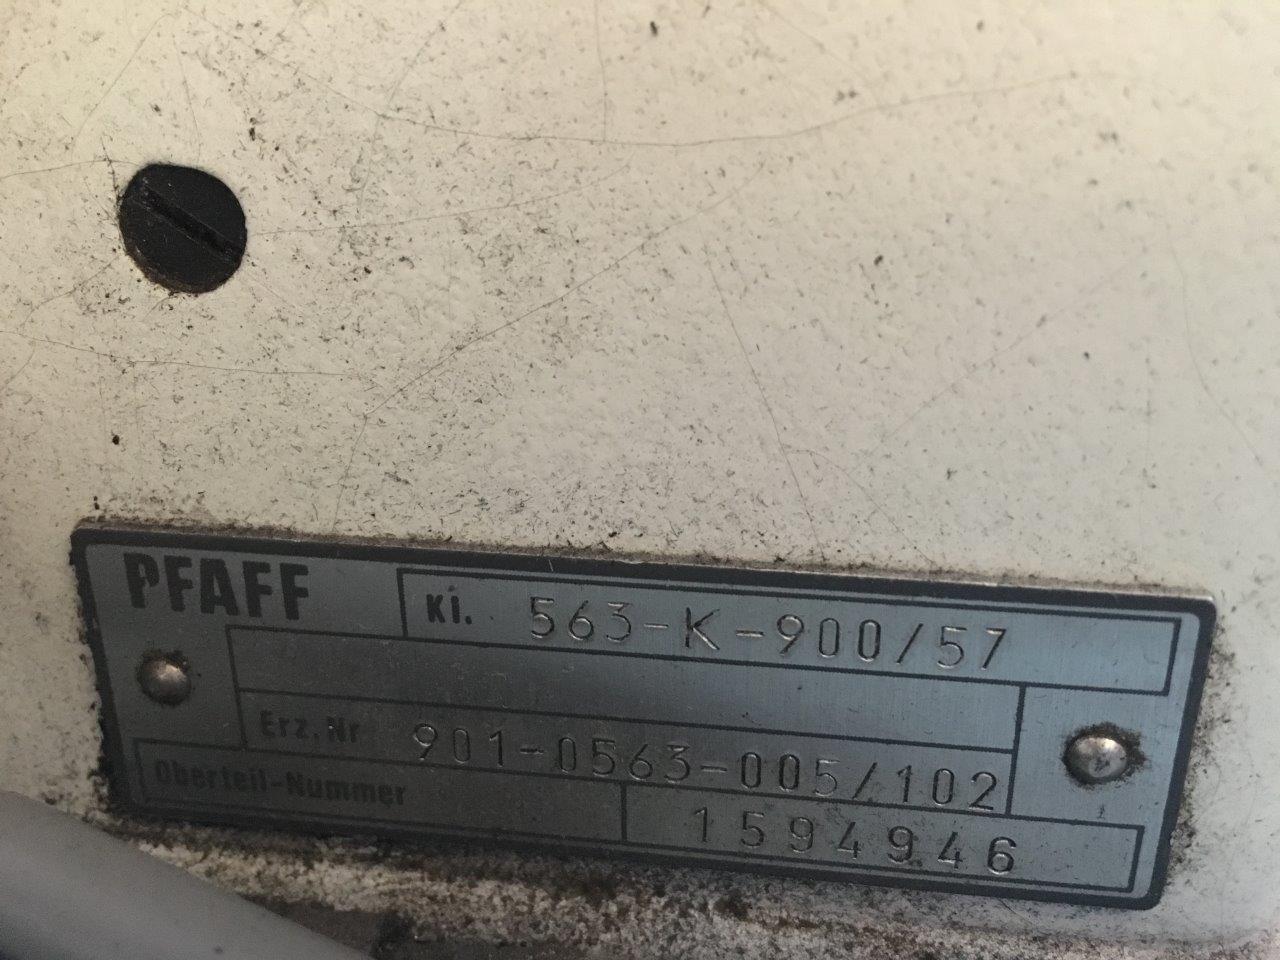 PFAFF Kl. 563-K-900/57
Erz.Nr 901-0563-005/102
Oberteil-Nummer 1594946